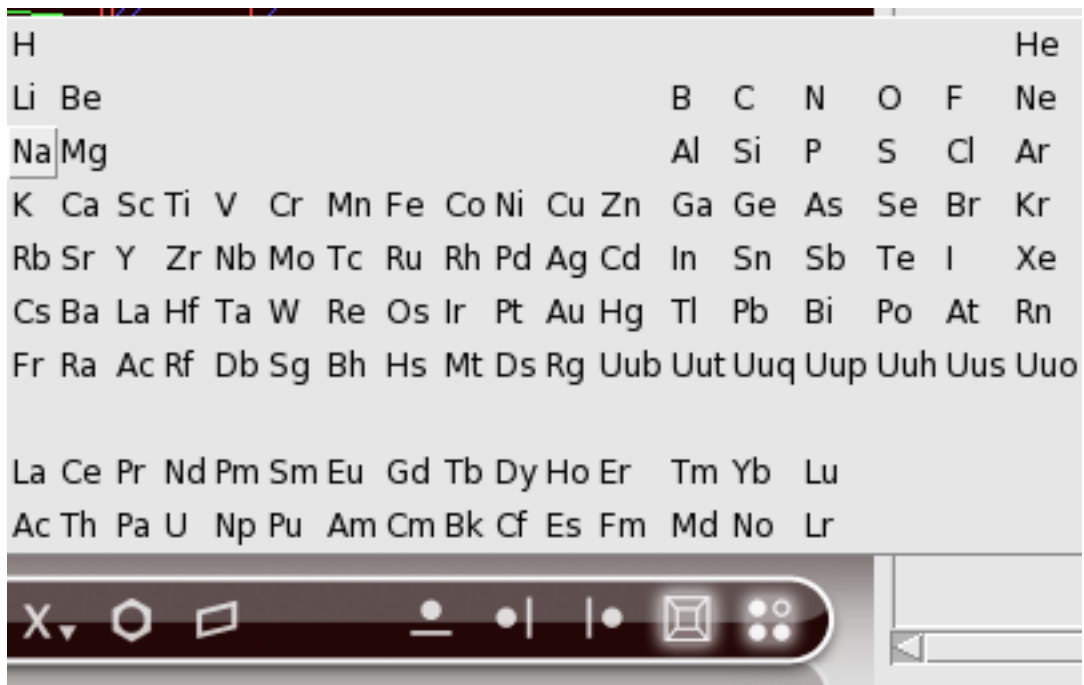 H He
Li Be B C N O F Ne
Na Mg Al Si P S Cl Ar
K Ca Sc Ti V Cr Mn Fe Co Ni Cu Zn Ga Ge As Se Br Kr
Rb Sr Y Zr Nb Mo Tc Ru Rh Pd Ag Cd In Sn Sb Te I Xe
Cs Ba La Hf Ta W Re Os Ir Pt Au Hg Tl Pb Bi Po At Rn
Fr Ra Ac Rf Db Sg Bh Hs Mt Ds Rg Uub Uut Uuq Uup Uuh Uus Uuo
La Ce Pr Nd Pm Sm Eu Gd Tb Dy Ho Er Tm Yb Lu
Ac Th Pa U Np Pu Am Cm Bk Cf Es Fm Md No Lr
X